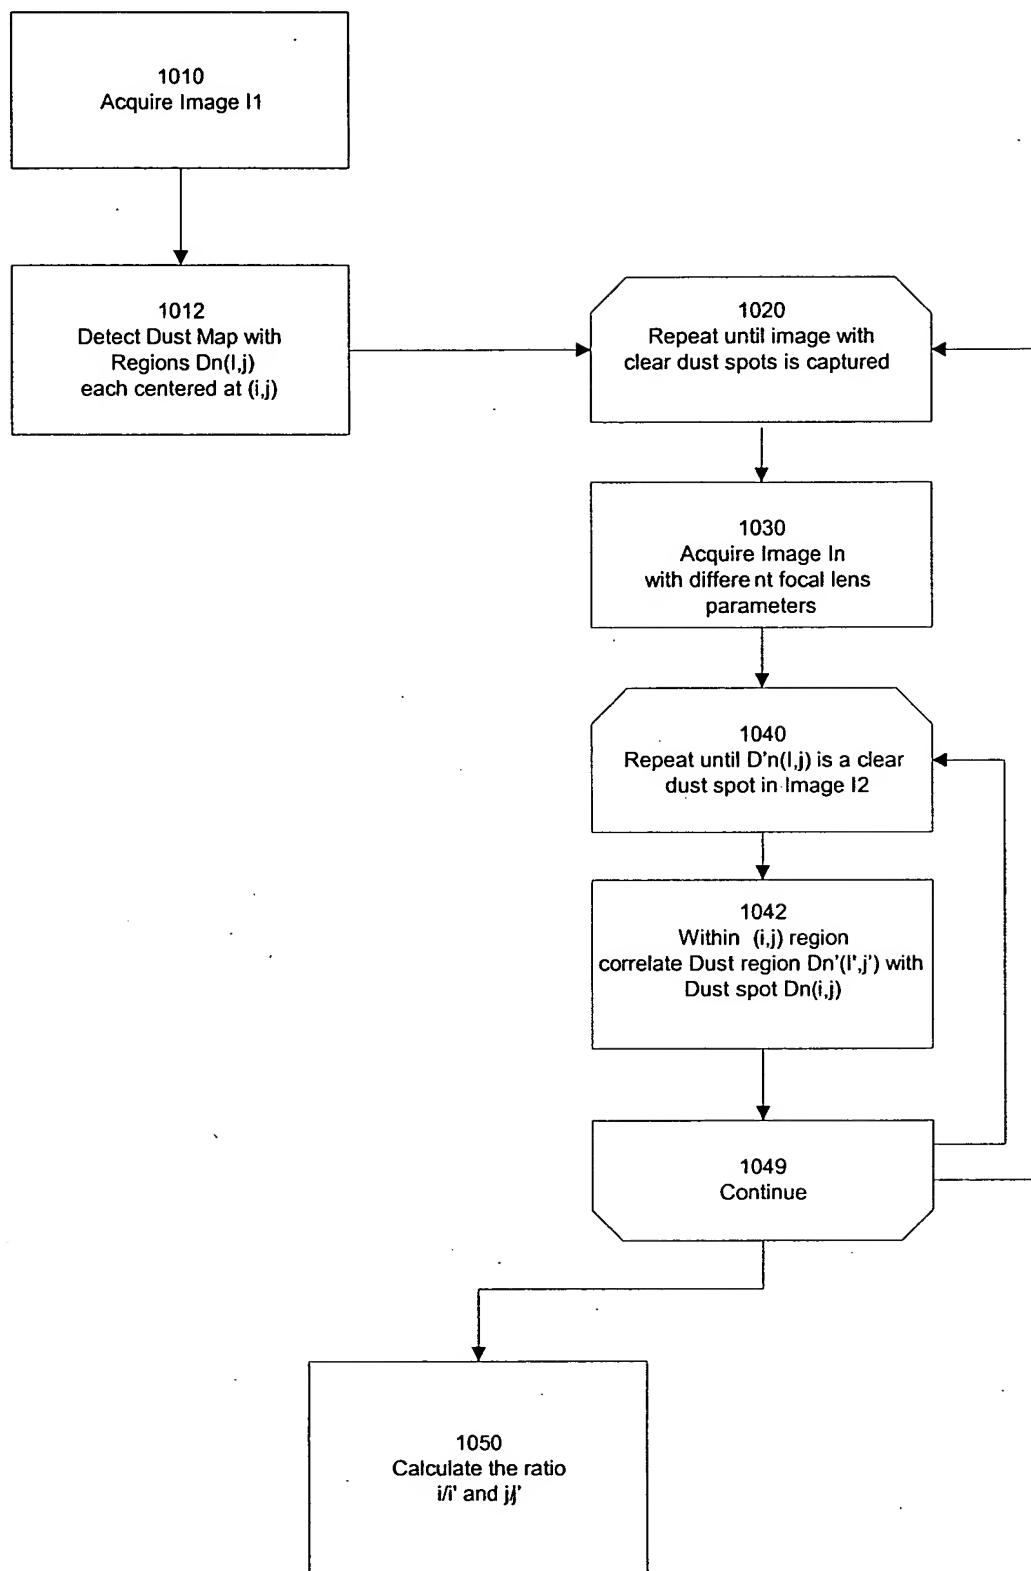 1010
Acquire Image I1
1012
Detect Dust Map with
Regions Dn(I,j)
each centered at (i,j)
1020
Repeat until image with
clear dust spots is captured
1030
Acquire Image In
with different focal lens
parameters
1040
Repeat until D'n(I,j) is a clear
dust spot in Image I2
1042
Within (i,j) region
correlate Dust region Dn'(I',j') with
Dust spot Dn(i,j)
1049
Continue
1050
Calculate the ratio
i/i' and j/j'